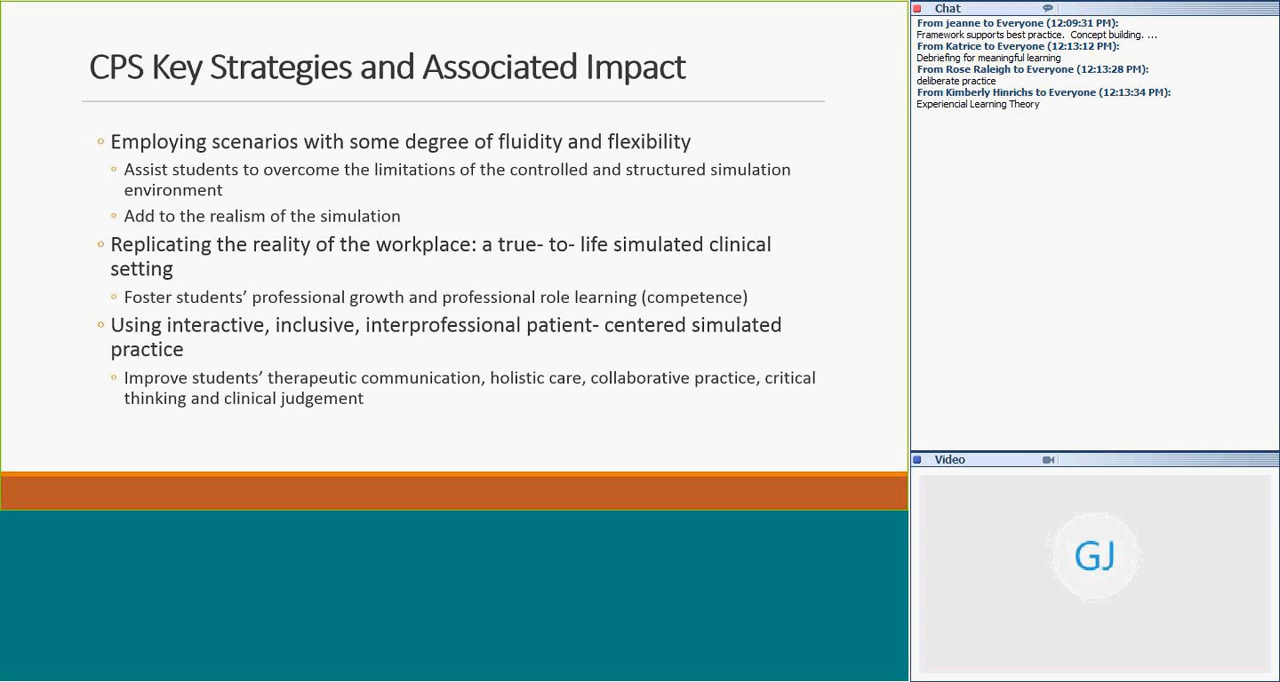 CPS Key Strategies and Associated Impact
◦ Employing scenarios with some degree of fluidity and flexibility
◦ Assist students to overcome the limitations of the controlled and structured simulation
environment
◦ Add to the realism of the simulation
◦ Replicating the reality of the workplace: a true- to- life simulated clinical
setting
◦ Foster students’ professional growth and professional role learning (competence)
◦ Using interactive, inclusive, interprofessional patient- centered simulated
practice
◦ Improve students’ therapeutic communication, holistic care, collaborative practice, critical
thinking and clinical judgement
Chat
From jeanne to Everyone (12:09:31 PM):
Framework supports best practice. Concept building. ...
From Katrice to Everyone (12:13:12 PM):
Debriefing for meaningful learning
From Rose Raleigh to Everyone (12:13:28 PM):
deliberate practice
From Kimberly Hinrichs to Everyone (12:13:34 PM):
Experiencial Learning Theory
Video
GJ